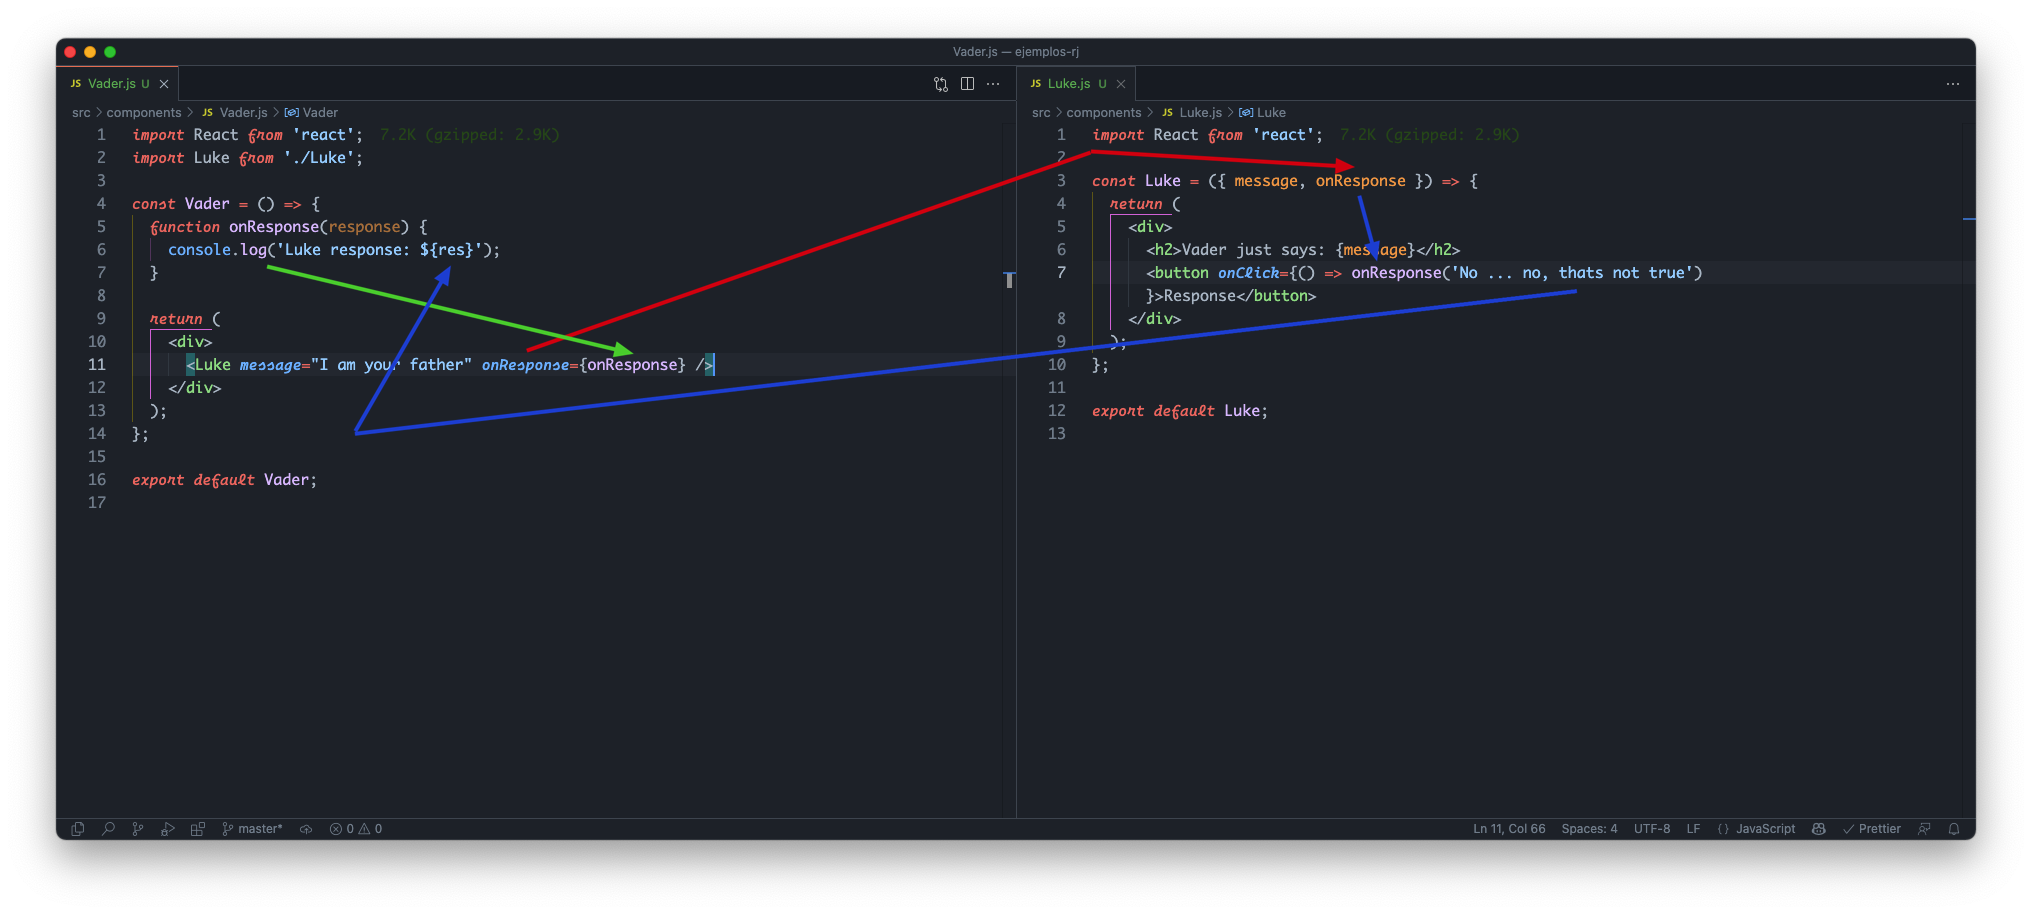 Vader.js — ejemplos-rj
JS Vader.js U
src > components > JS Vader.js > Vader
1 import React from 'react'; 7.2K (gzipped: 2.9K)
2 import Luke from './Luke';
3
4 const Vader = () => {
5 function onResponse(response) {
6 console.log('Luke response: ${res}');
7 }
8
9 return (
10 <div>
11 <Luke message="I am your father" onResponse={onResponse} />
12 </div>
13 );
14 };
15
16 export default Vader;
17
JS Luke.js U
src > components > JS Luke.js > Luke
1 import React from 'react'; 7.2K (gzipped: 2.9K)
2
3 const Luke = ({ message, onResponse }) => {
4 return (
5 <div>
6 <h2>Vader just says: {message}</h2>
7 <button onClick={() => onResponse('No ... no, thats not true')
}>Response</button>
8 </div>
9 );
10 };
11
12 export default Luke;
13
master* 0 0
Ln 11, Col 66 Spaces: 4 UTF-8 LF {} JavaScript Prettier